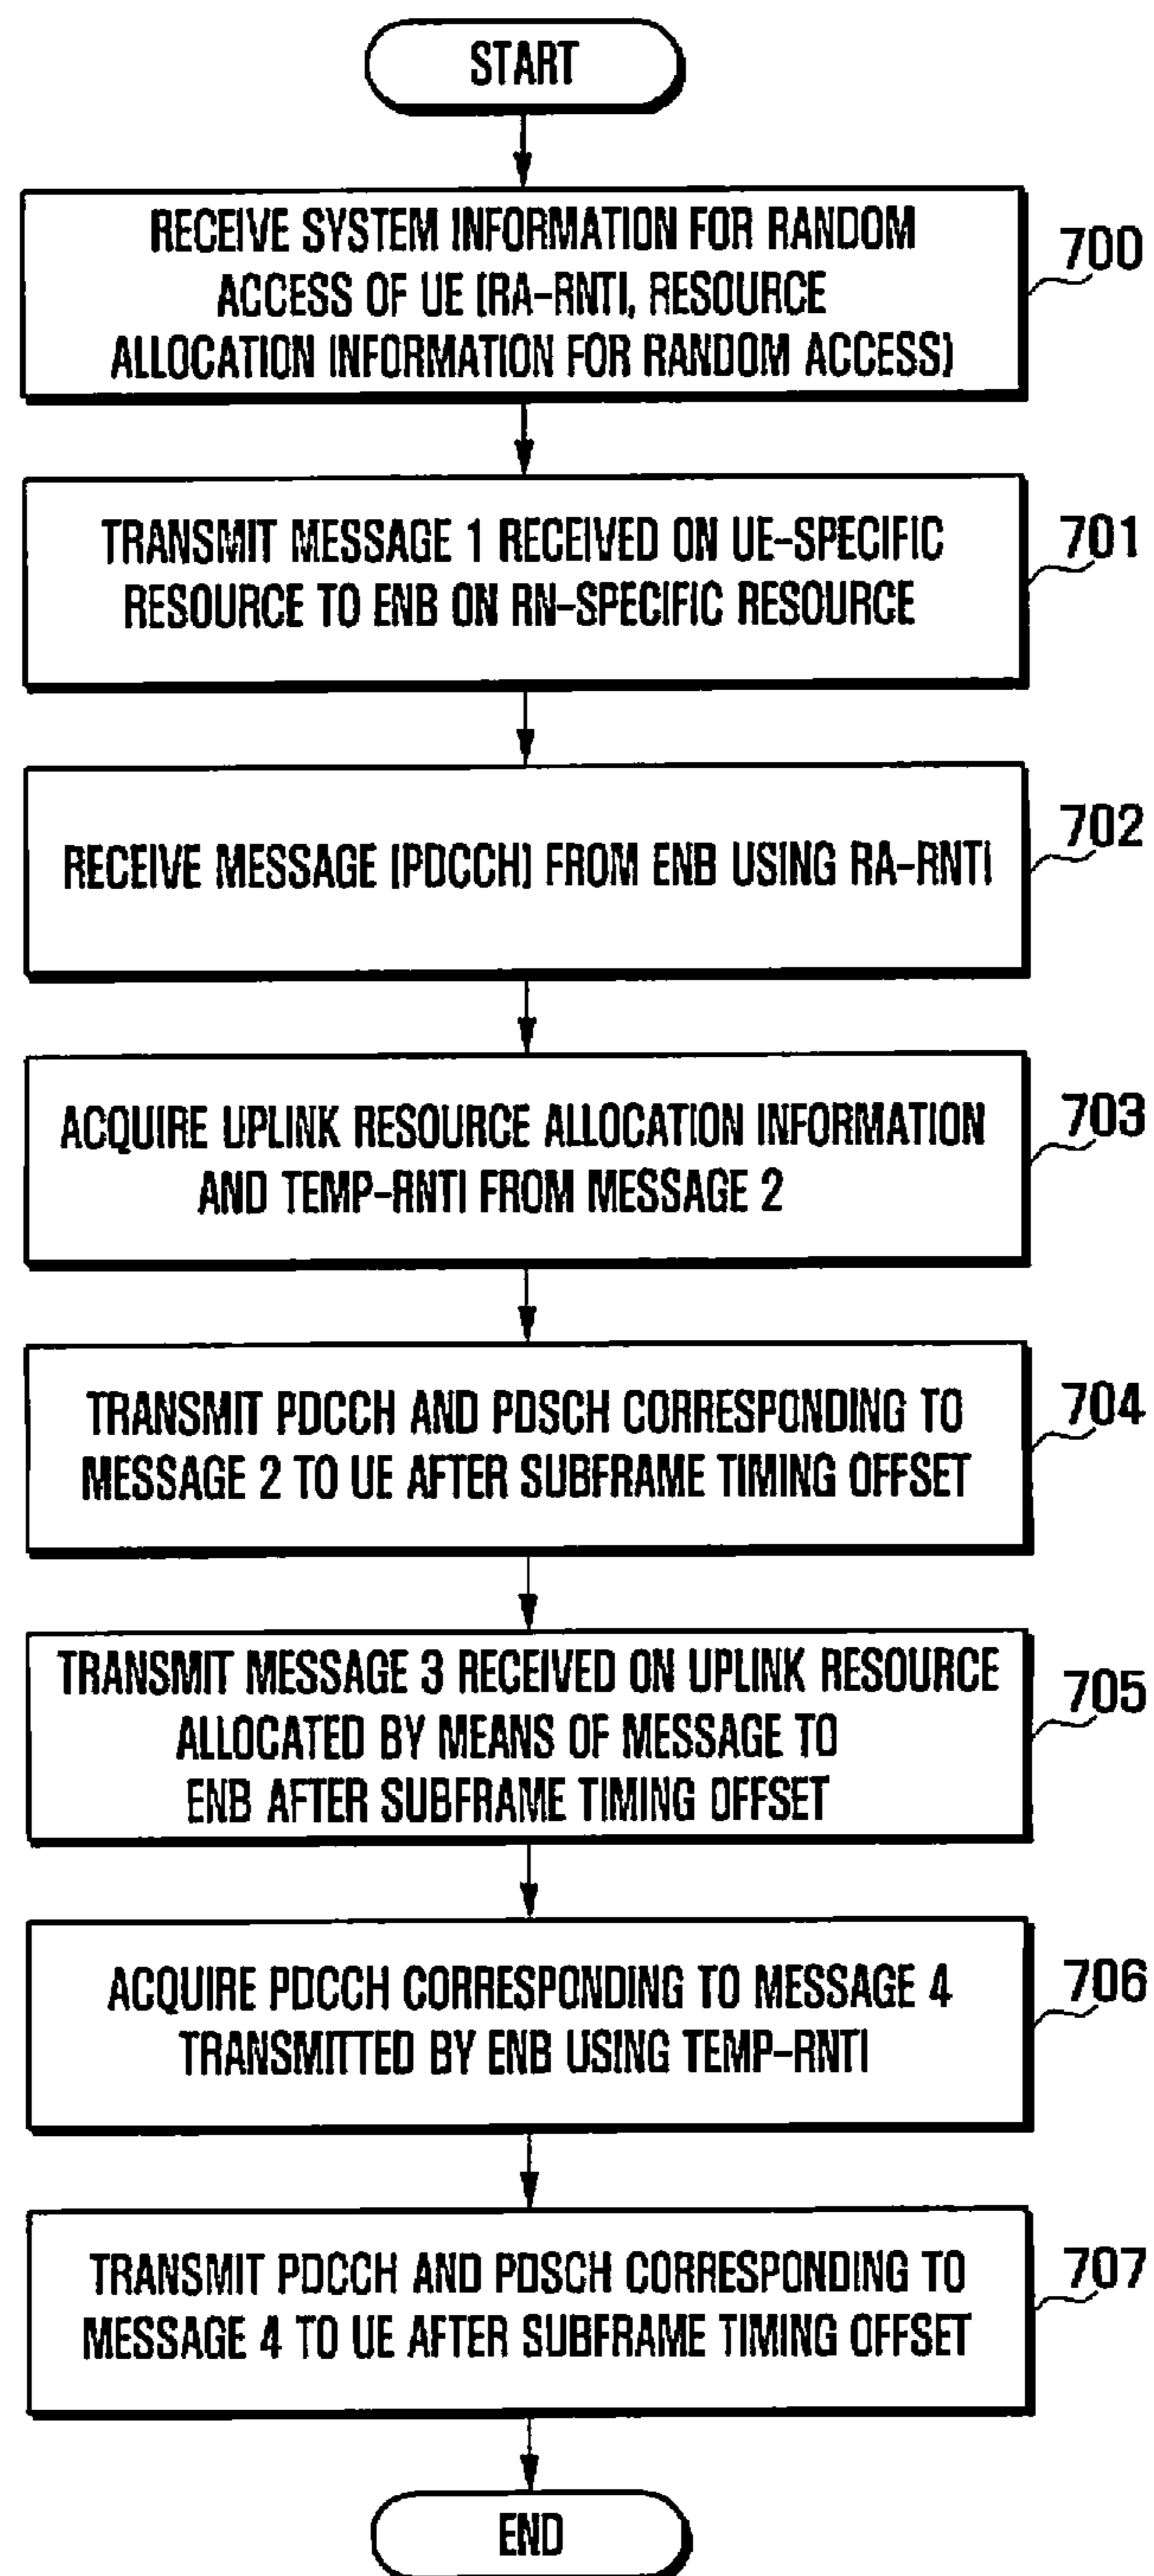 START
RECEIVE SYSTEM INFORMATION FOR RANDOM
ACCESS OF UE (RA-RNTI, RESOURCE
ALLOCATION INFORMATION FOR RANDOM ACCESS)
700
TRANSMIT MESSAGE 1 RECEIVED ON UE-SPECIFIC
RESOURCE TO ENB ON RN-SPECIFIC RESOURCE
701
RECEIVE MESSAGE (PDCCH) FROM ENB USING RA-RNTI
702
ACQUIRE UPLINK RESOURCE ALLOCATION INFORMATION
AND TEMP-RNTI FROM MESSAGE 2
703
TRANSMIT PDCCH AND PDSCH CORRESPONDING TO
MESSAGE 2 TO UE AFTER SUBFRAME TIMING OFFSET
704
TRANSMIT MESSAGE 3 RECEIVED ON UPLINK RESOURCE
ALLOCATED BY MEANS OF MESSAGE TO
ENB AFTER SUBFRAME TIMING OFFSET
705
ACQUIRE PDCCH CORRESPONDING TO MESSAGE 4
TRANSMITTED BY ENB USING TEMP-RNTI
706
TRANSMIT PDCCH AND PDSCH CORRESPONDING TO
MESSAGE 4 TO UE AFTER SUBFRAME TIMING OFFSET
707
END